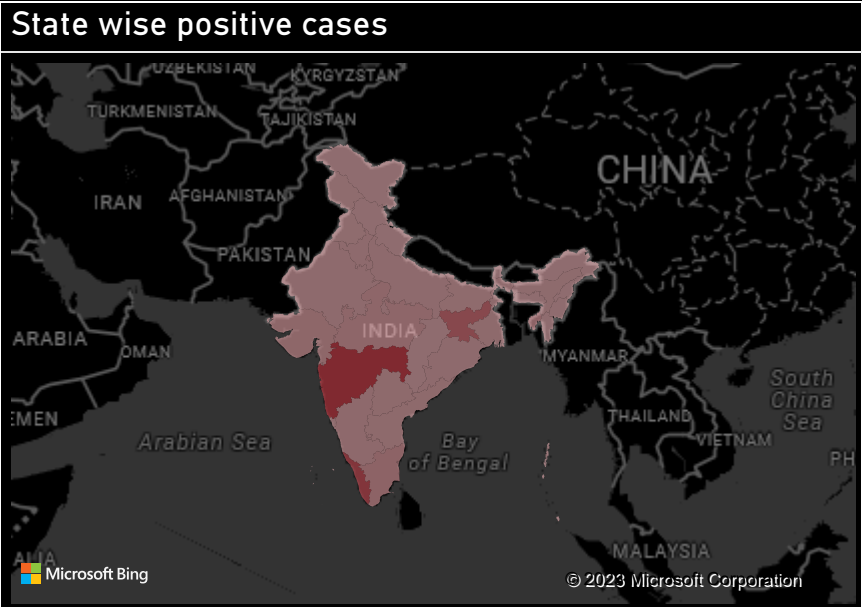 State wise positive cases
UZBEKISTAN
KYRGYZSTAN
TURKMENISTAN
TAJIKISTAN
CHINA
IRAN
AFGHANISTAN
PAKISTAN
ARABIA
OMAN
INDIA
MYANMAR
South
China
Sea
EMEN
THAILAND
VIETNAM
Arabian Sea
Bay
of Bengal
PH
MALAYSIA
ALIA
Microsoft Bing
© 2023 Microsoft Corporation